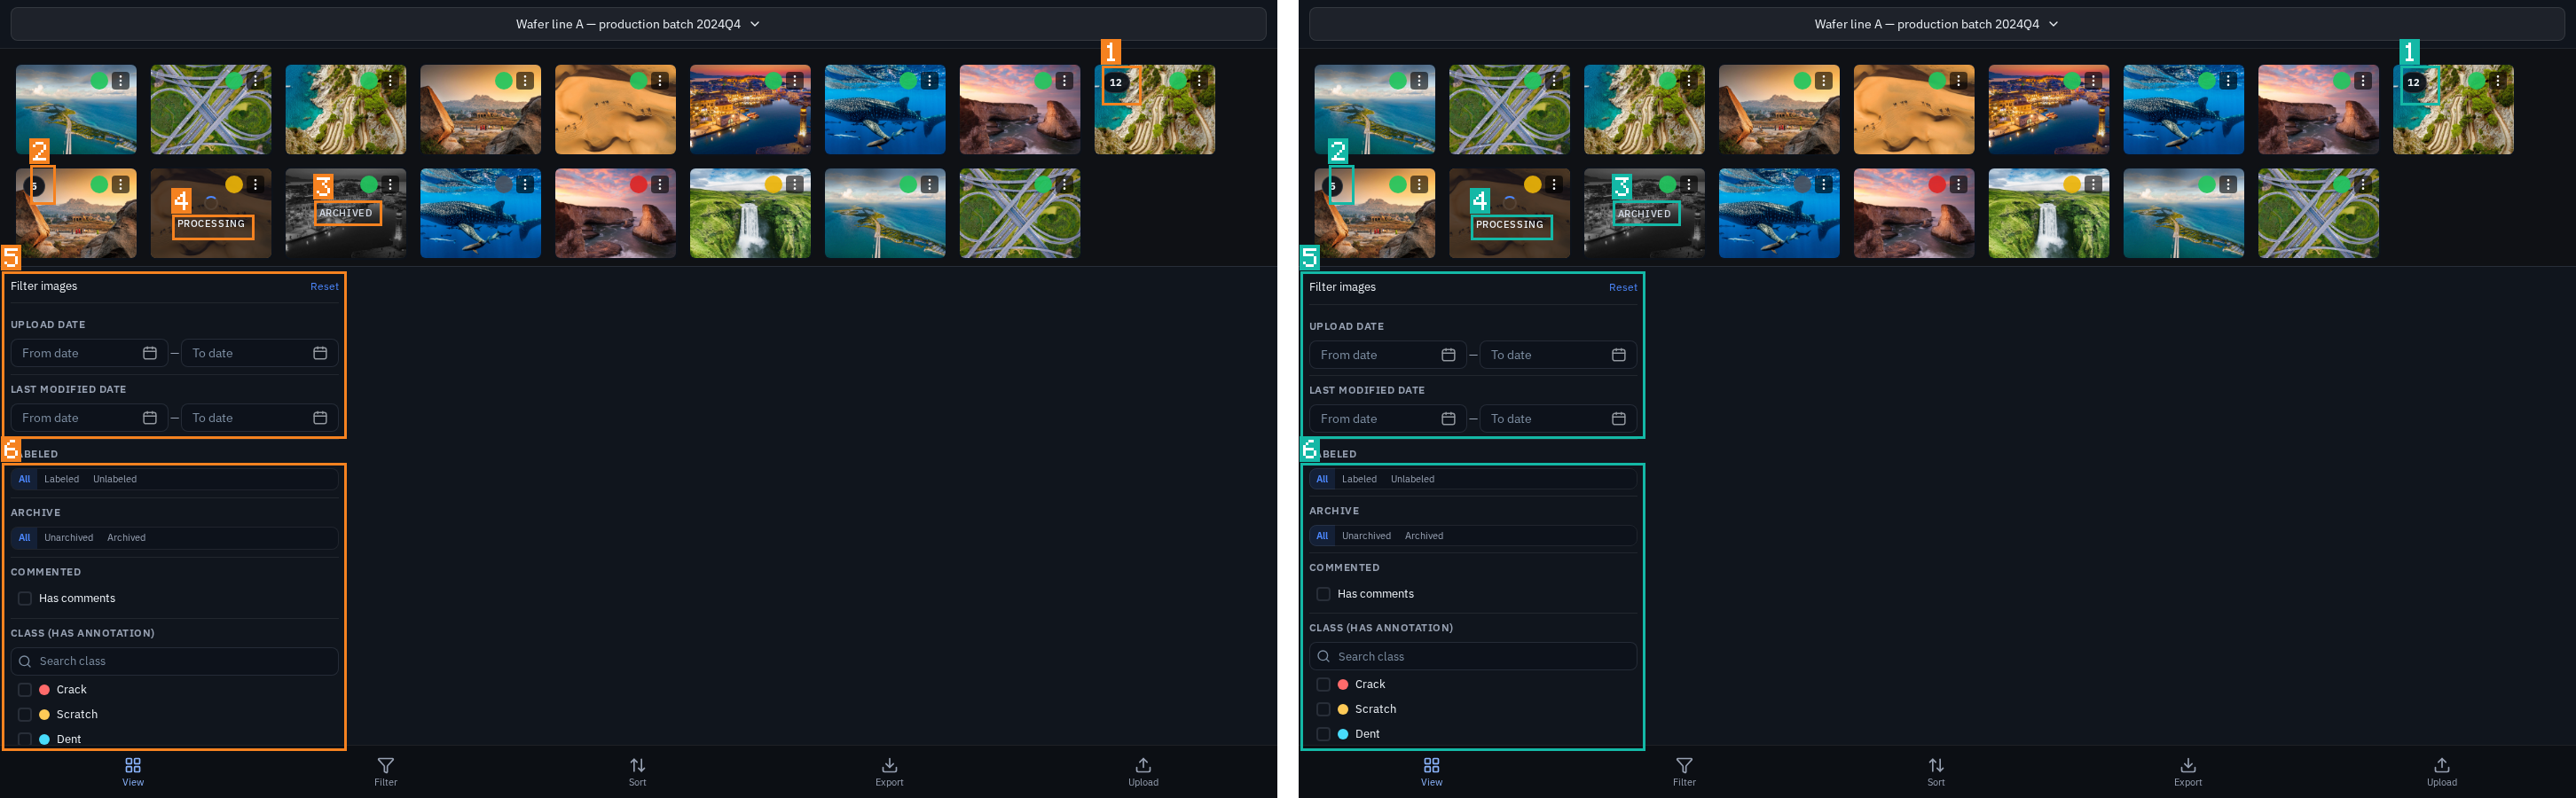 Wafer line A — production batch 2024Q4
1
12
2
5
4
PROCESSING
3
ARCHIVED
5
Filter images
Reset
UPLOAD DATE
From date — To date
LAST MODIFIED DATE
From date — To date
6
ABELED
All Labeled Unlabeled
ARCHIVE
All Unarchived Archived
COMMENTED
Has comments
CLASS (HAS ANNOTATION)
Search class
Crack
Scratch
Dent
View Filter Sort Export Upload
Wafer line A — production batch 2024Q4
1
12
2
5
4
PROCESSING
3
ARCHIVED
5
Filter images
Reset
UPLOAD DATE
From date — To date
LAST MODIFIED DATE
From date — To date
6
ABELED
All Labeled Unlabeled
ARCHIVE
All Unarchived Archived
COMMENTED
Has comments
CLASS (HAS ANNOTATION)
Search class
Crack
Scratch
Dent
View Filter Sort Export Upload